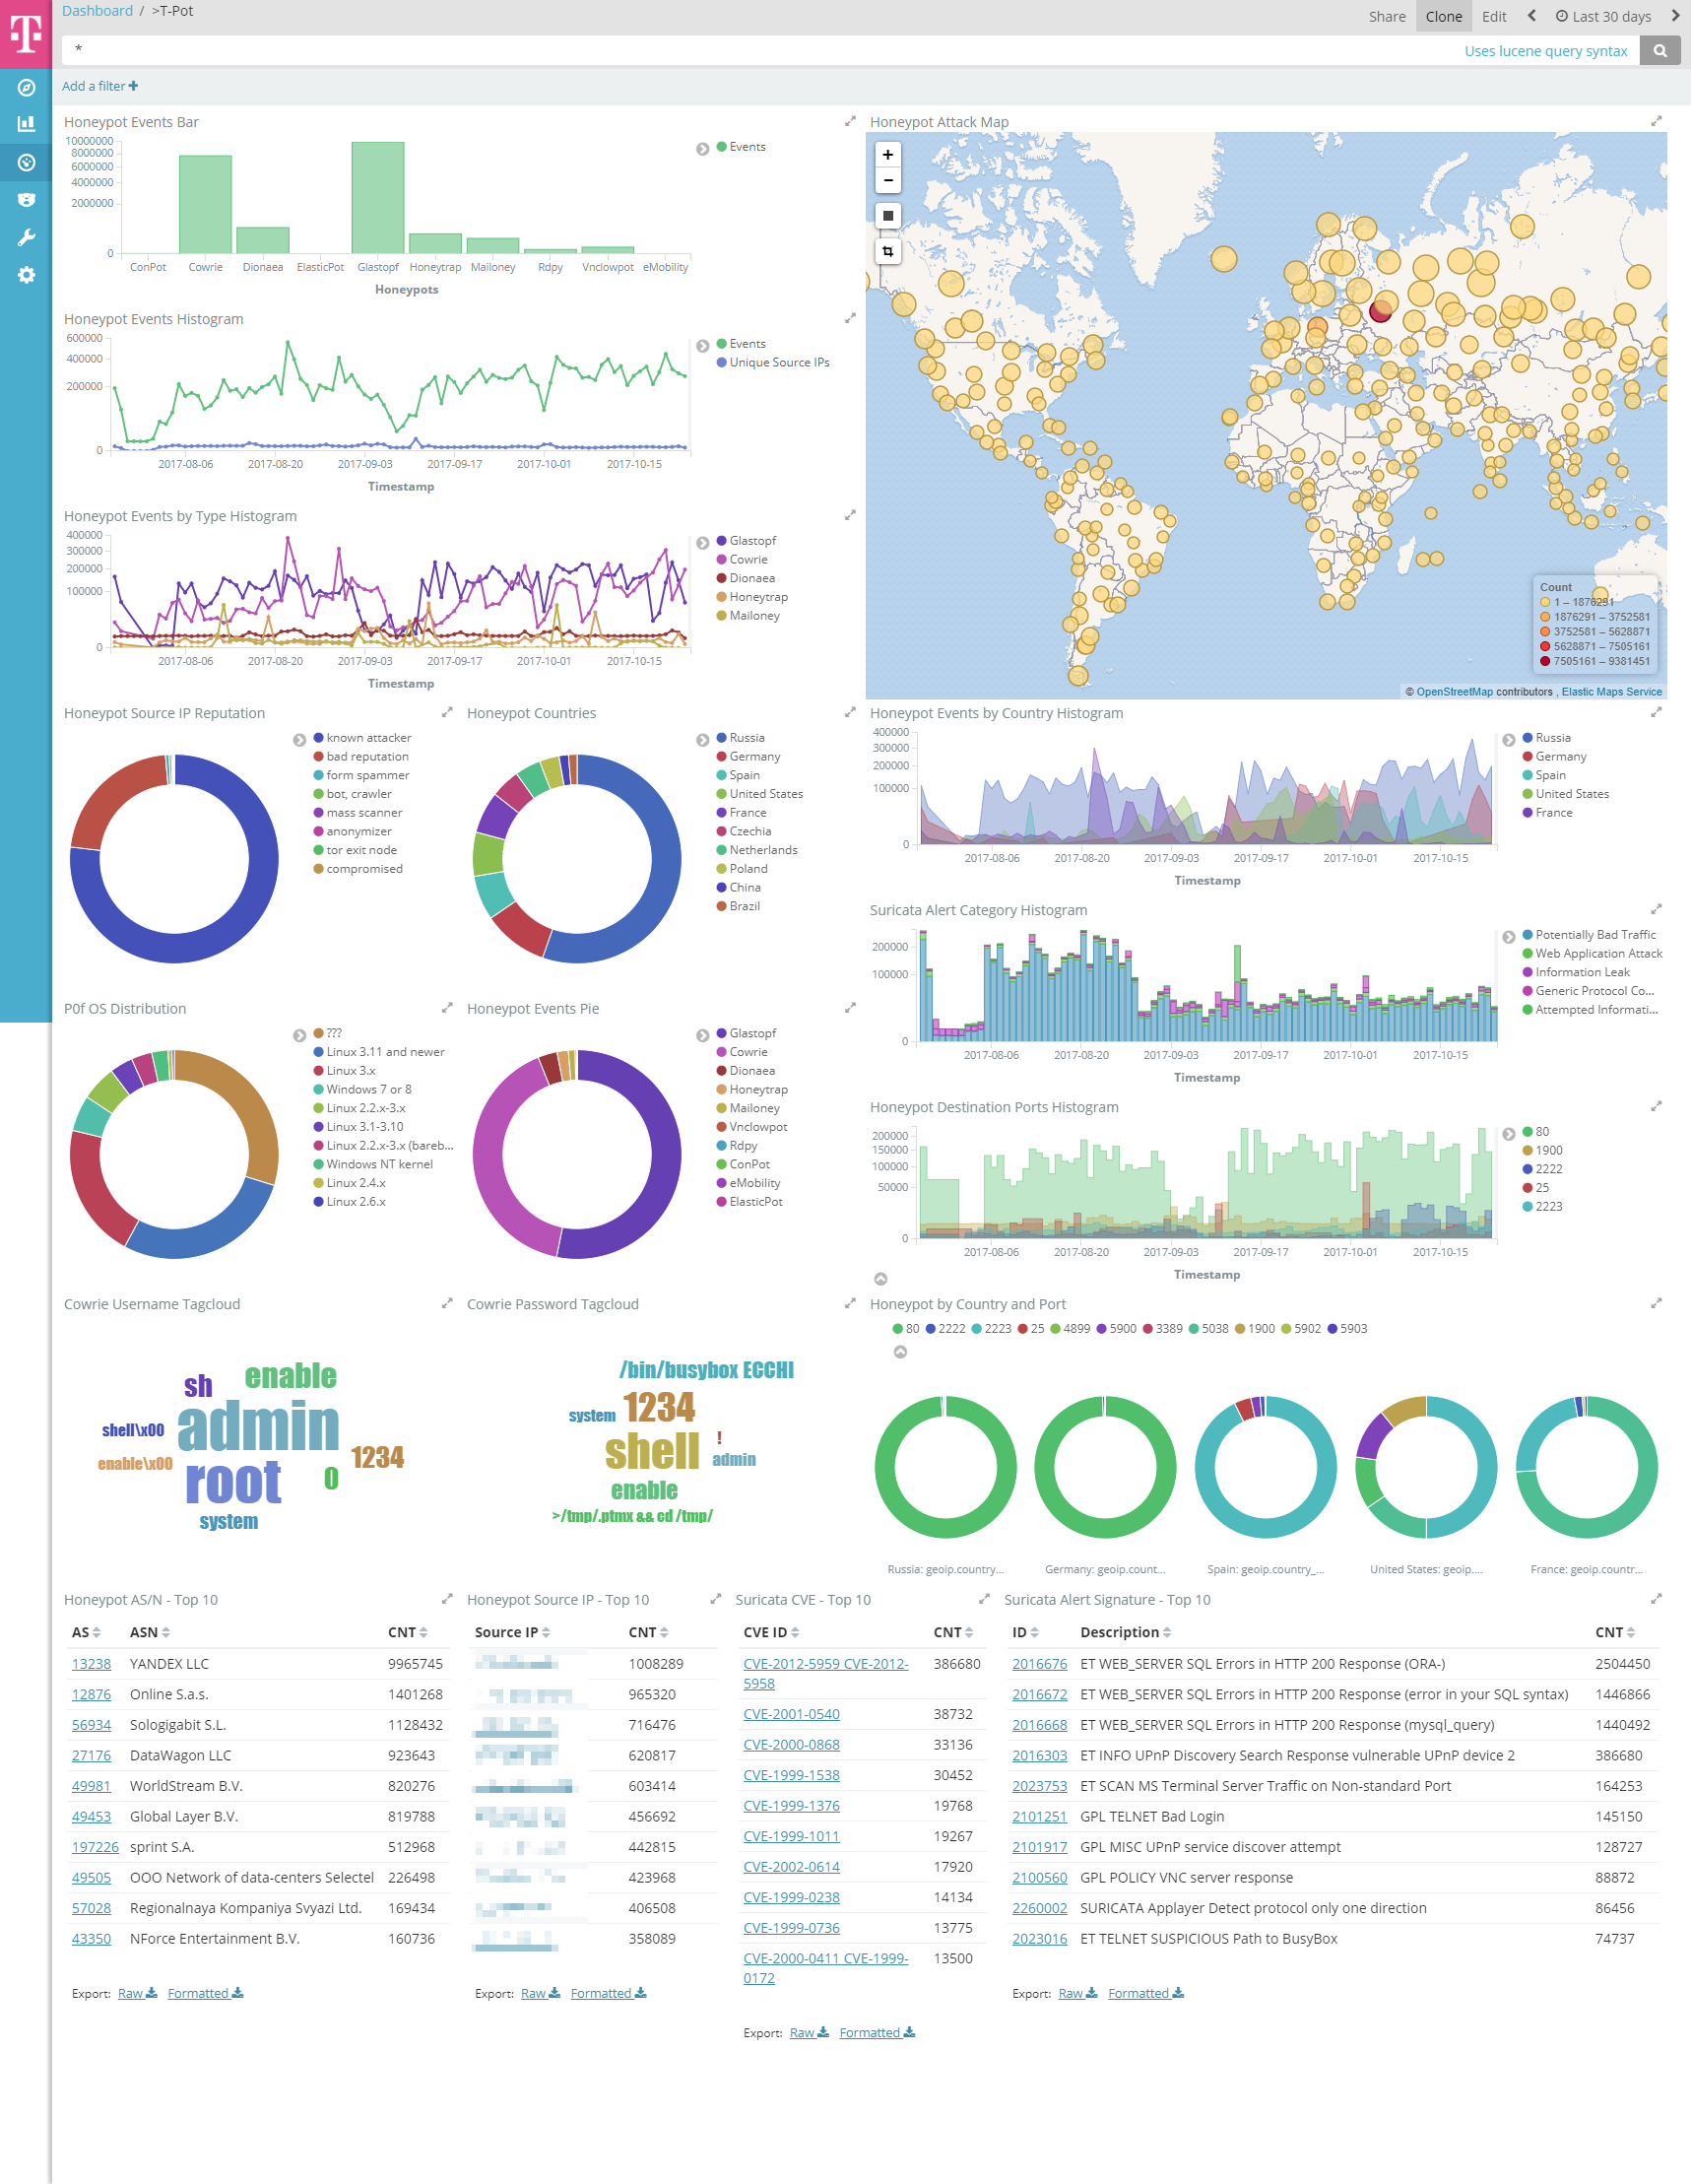 Dashboard / >T-Pot
Share Clone Edit Last 30 days
*
Uses lucene query syntax
Add a filter
Honeypot Events Bar
10000000
8000000
6000000
4000000
2000000
0
ConPot Cowrie Dionaea ElasticPot Glastopf Honeytrap Mailoney Rdpy Vnclowpot eMobility
Honeypots
Events
Honeypot Attack Map
+
−
Count
1 – 1876291
1876291 – 3752581
3752581 – 5628871
5628871 – 7505161
7505161 – 9381451
© OpenStreetMap contributors , Elastic Maps Service
Honeypot Events Histogram
600000
400000
200000
0
2017-08-06 2017-08-20 2017-09-03 2017-09-17 2017-10-01 2017-10-15
Timestamp
Events
Unique Source IPs
Honeypot Events by Type Histogram
400000
300000
200000
100000
0
2017-08-06 2017-08-20 2017-09-03 2017-09-17 2017-10-01 2017-10-15
Timestamp
Glastopf
Cowrie
Dionaea
Honeytrap
Mailoney
Honeypot Source IP Reputation
known attacker
bad reputation
form spammer
bot, crawler
mass scanner
anonymizer
tor exit node
compromised
Honeypot Countries
Russia
Germany
Spain
United States
France
Czechia
Netherlands
Poland
China
Brazil
Honeypot Events by Country Histogram
400000
300000
200000
100000
0
2017-08-06 2017-08-20 2017-09-03 2017-09-17 2017-10-01 2017-10-15
Timestamp
Russia
Germany
Spain
United States
France
Suricata Alert Category Histogram
200000
100000
0
2017-08-06 2017-08-20 2017-09-03 2017-09-17 2017-10-01 2017-10-15
Timestamp
Potentially Bad Traffic
Web Application Attack
Information Leak
Generic Protocol Co...
Attempted Informati...
P0f OS Distribution
???
Linux 3.11 and newer
Linux 3.x
Windows 7 or 8
Linux 2.2.x-3.x
Linux 3.1-3.10
Linux 2.2.x-3.x (bareb...
Windows NT kernel
Linux 2.4.x
Linux 2.6.x
Honeypot Events Pie
Glastopf
Cowrie
Dionaea
Honeytrap
Mailoney
Vnclowpot
Rdpy
ConPot
eMobility
ElasticPot
Honeypot Destination Ports Histogram
200000
150000
100000
50000
0
2017-08-06 2017-08-20 2017-09-03 2017-09-17 2017-10-01 2017-10-15
Timestamp
80
1900
2222
25
2223
Cowrie Username Tagcloud
sh enable
shell\x00 admin
enable\x00 1234
root 0
system
Cowrie Password Tagcloud
/bin/busybox ECCHI
system 1234
shell !
admin
enable
>/tmp/.ptmx && cd /tmp/
Honeypot by Country and Port
80 2222 2223 25 4899 5900 3389 5038 1900 5902 5903
Russia: geoip.country... Germany: geoip.count... Spain: geoip.country_... United States: geoip.... France: geoip.countr...
Honeypot AS/N - Top 10
AS ASN CNT
13238 YANDEX LLC 9965745
12876 Online S.a.s. 1401268
56934 Sologigabit S.L. 1128432
27176 DataWagon LLC 923643
49981 WorldStream B.V. 820276
49453 Global Layer B.V. 819788
197226 sprint S.A. 512968
49505 OOO Network of data-centers Selectel 226498
57028 Regionalnaya Kompaniya Svyazi Ltd. 169434
43350 NForce Entertainment B.V. 160736
Export: Raw Formatted
Honeypot Source IP - Top 10
Source IP CNT
1008289
965320
716476
620817
603414
456692
442815
423968
406508
358089
Export: Raw Formatted
Suricata CVE - Top 10
CVE ID CNT
CVE-2012-5959 CVE-2012- 386680
5958
CVE-2001-0540 38732
CVE-2000-0868 33136
CVE-1999-1538 30452
CVE-1999-1376 19768
CVE-1999-1011 19267
CVE-2002-0614 17920
CVE-1999-0238 14134
CVE-1999-0736 13775
CVE-2000-0411 CVE-1999- 13500
0172
Export: Raw Formatted
Suricata Alert Signature - Top 10
ID Description CNT
2016676 ET WEB_SERVER SQL Errors in HTTP 200 Response (ORA-) 2504450
2016672 ET WEB_SERVER SQL Errors in HTTP 200 Response (error in your SQL syntax) 1446866
2016668 ET WEB_SERVER SQL Errors in HTTP 200 Response (mysql_query) 1440492
2016303 ET INFO UPnP Discovery Search Response vulnerable UPnP device 2 386680
2023753 ET SCAN MS Terminal Server Traffic on Non-standard Port 164253
2101251 GPL TELNET Bad Login 145150
2101917 GPL MISC UPnP service discover attempt 128727
2100560 GPL POLICY VNC server response 88872
2260002 SURICATA Applayer Detect protocol only one direction 86456
2023016 ET TELNET SUSPICIOUS Path to BusyBox 74737
Export: Raw Formatted